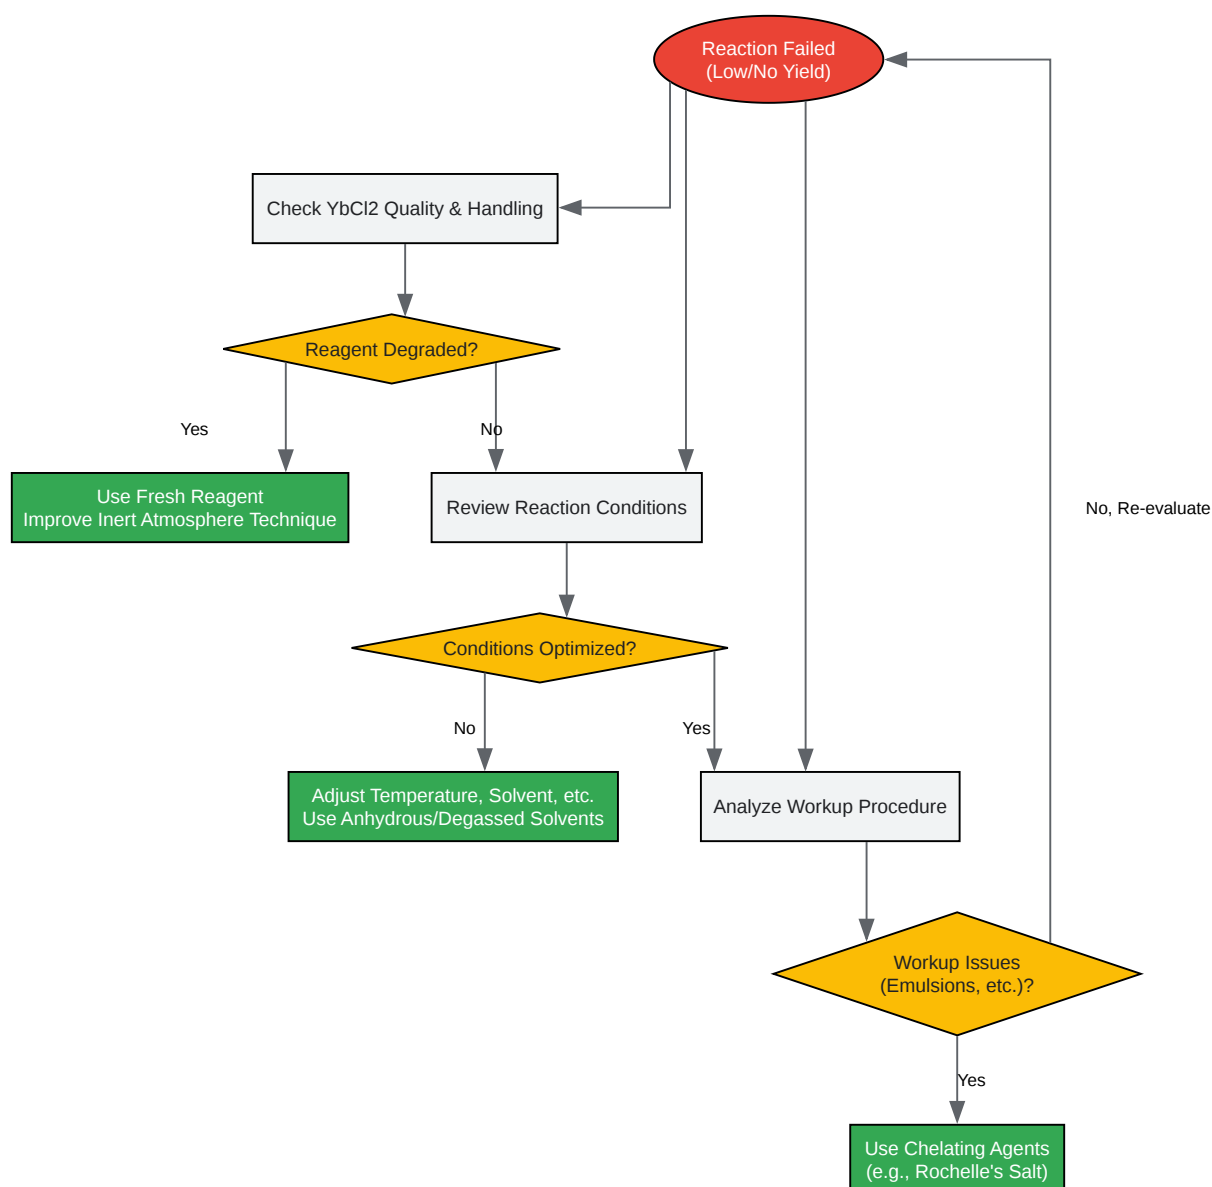 Reaction Failed
(Low/No Yield)
Check YbCl2 Quality & Handling
Reagent Degraded?
Yes
No
Use Fresh Reagent
Improve Inert Atmosphere Technique
Review Reaction Conditions
No, Re-evaluate
Conditions Optimized?
No
Yes
Adjust Temperature, Solvent, etc.
Use Anhydrous/Degassed Solvents
Analyze Workup Procedure
Workup Issues
(Emulsions, etc.)?
Yes
Use Chelating Agents
(e.g., Rochelle's Salt)